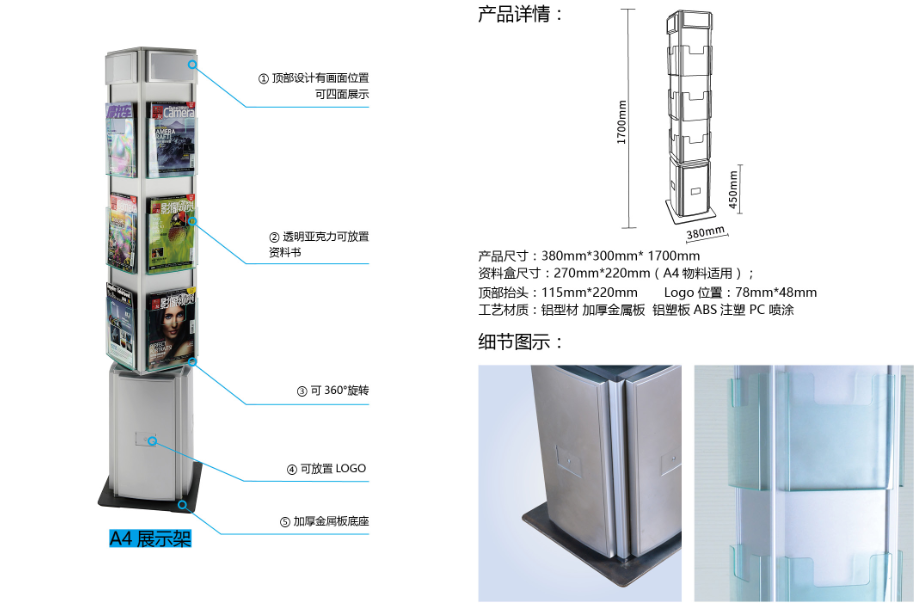 ① 顶部设计有画面位置
可四面展示
② 透明亚克力可放置
资料书
③ 可 360°旋转
④ 可放置 LOGO
⑤ 加厚金属板底座
A4 展示架
Camera
产品详情：
1700mm
450mm
380mm
产品尺寸：380mm*300mm* 1700mm
资料盒尺寸：270mm*220mm（A4 物料适用）；
顶部抬头：115mm*220mm Logo 位置：78mm*48mm
工艺材质：铝型材 加厚金属板 铝塑板 ABS 注塑 PC 喷涂
细节图示：